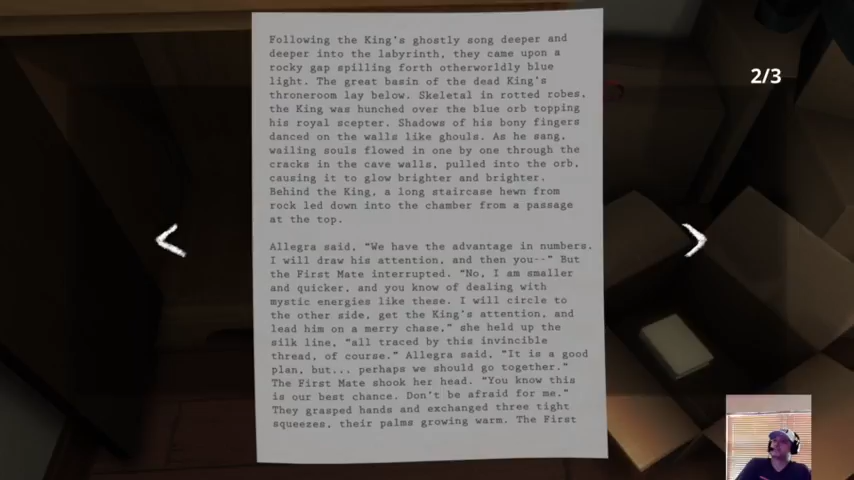 Following the King's ghostly song deeper and
deeper into the labyrinth, they came upon a
rocky gap spilling forth otherworldly blue
light. The great basin of the dead King's
throneroom lay below. Skeletal in rotted robes,
the King was hunched over the blue orb topping
his royal scepter. Shadows of his bony fingers
danced on the walls like ghouls. As he sang,
wailing souls flowed in one by one through the
cracks in the cave walls, pulled into the orb,
causing it to glow brighter and brighter.
Behind the King, a long staircase hewn from
rock led down into the chamber from a passage
at the top.
Allegra said, "We have the advantage in numbers.
I will draw his attention, and then you--" But
the First Mate interrupted. "No, I am smaller
and quicker, and you know of dealing with
mystic energies like these. I will circle to
the other side, get the King's attention, and
lead him on a merry chase," she held up the
silk line, "all traced by this invincible
thread, of course." Allegra said, "It is a good
plan, but... perhaps we should go together."
The First Mate shook her head. "You know this
is our best chance. Don't be afraid for me."
They grasped hands and exchanged three tight
squeezes, their palms growing warm. The First
2/3